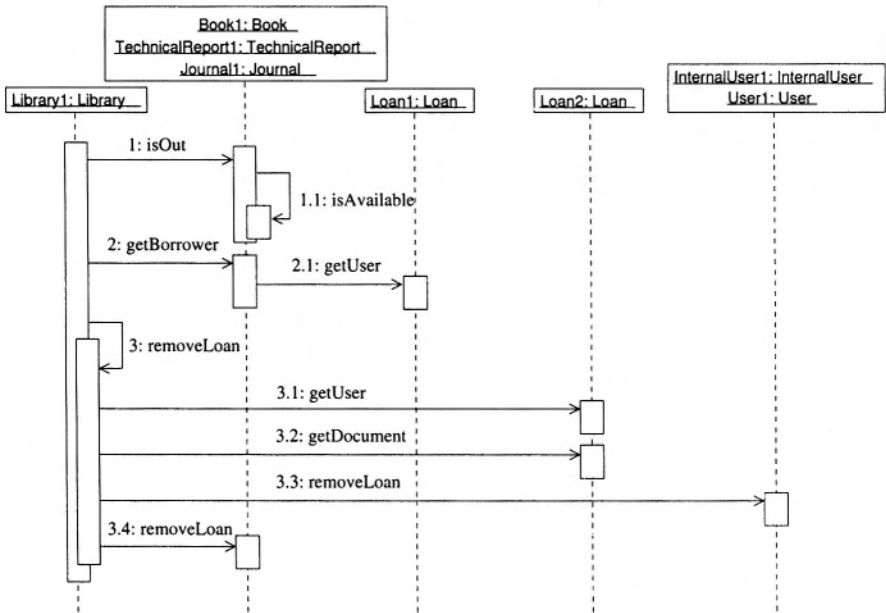 Book1: Book
TechnicalReport1: TechnicalReport
Journal1: Journal
InternalUser1: InternalUser
User1: User
Library1: Library
Loan1: Loan
Loan2: Loan
1: isOut
1.1: isAvailable
2: getBorrower
2.1: getUser
3: removeLoan
3.1: getUser
3.2: getDocument
3.3: removeLoan
3.4: removeLoan